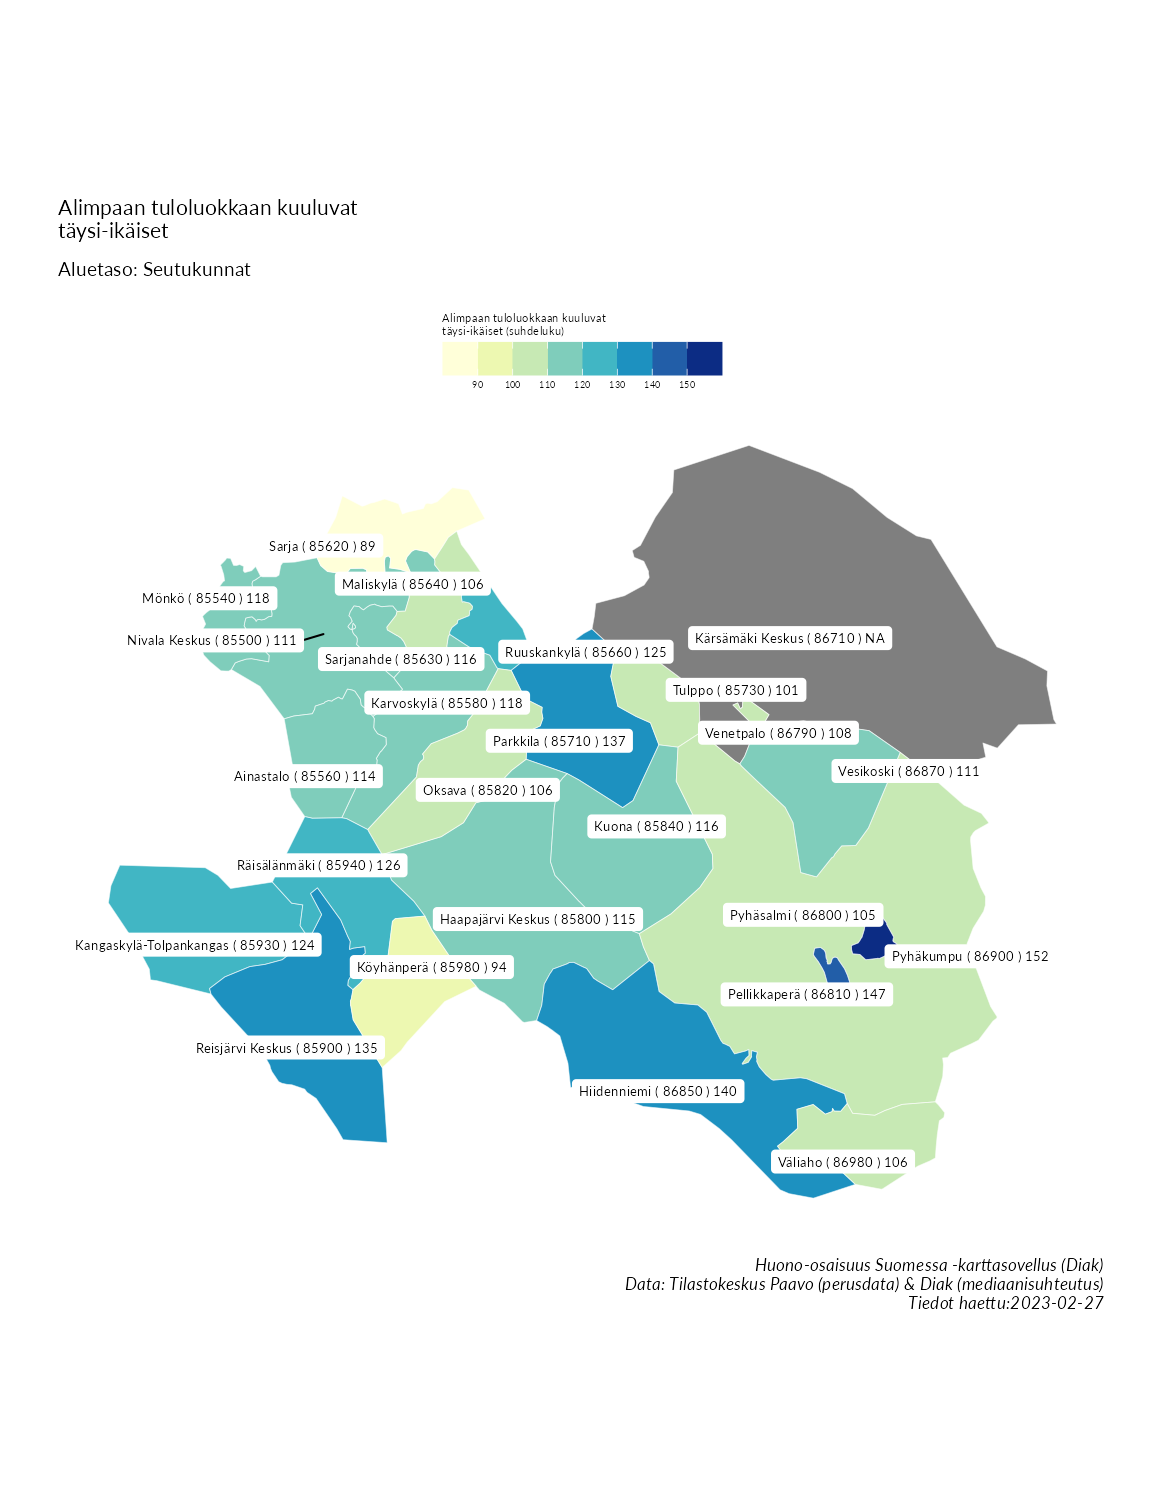 Alimpaan tuloluokkaan kuuluvat
täysi-ikäiset
Aluetaso: Seutukunnat
Alimpaan tuloluokkaan kuuluvat
täysi-ikäiset (suhdeluku)
90 100 110 120 130 140 150
Sarja ( 85620 ) 89
Maliskylä ( 85640 ) 106
Mönkö ( 85540 ) 118
Nivala Keskus ( 85500 ) 111
Kärsämäki Keskus ( 86710 ) NA
Ruuskankylä ( 85660 ) 125
Sarjanahde ( 85630 ) 116
Tulppo ( 85730 ) 101
Karvoskylä ( 85580 ) 118
Venetpalo ( 86790 ) 108
Parkkila ( 85710 ) 137
Vesikoski ( 86870 ) 111
Ainastalo ( 85560 ) 114
Oksava ( 85820 ) 106
Kuona ( 85840 ) 116
Räisälänmäki ( 85940 ) 126
Pyhäsalmi ( 86800 ) 105
Haapajärvi Keskus ( 85800 ) 115
Kangaskylä-Tolpankangas ( 85930 ) 124
Pyhäkumpu ( 86900 ) 152
Köyhänperä ( 85980 ) 94
Pellikkaperä ( 86810 ) 147
Reisjärvi Keskus ( 85900 ) 135
Hiidenniemi ( 86850 ) 140
Väliaho ( 86980 ) 106
Huono-osaisuus Suomessa -karttasovellus (Diak)
Data: Tilastokeskus Paavo (perusdata) & Diak (mediaanisuhteutus)
Tiedot haettu:2023-02-27